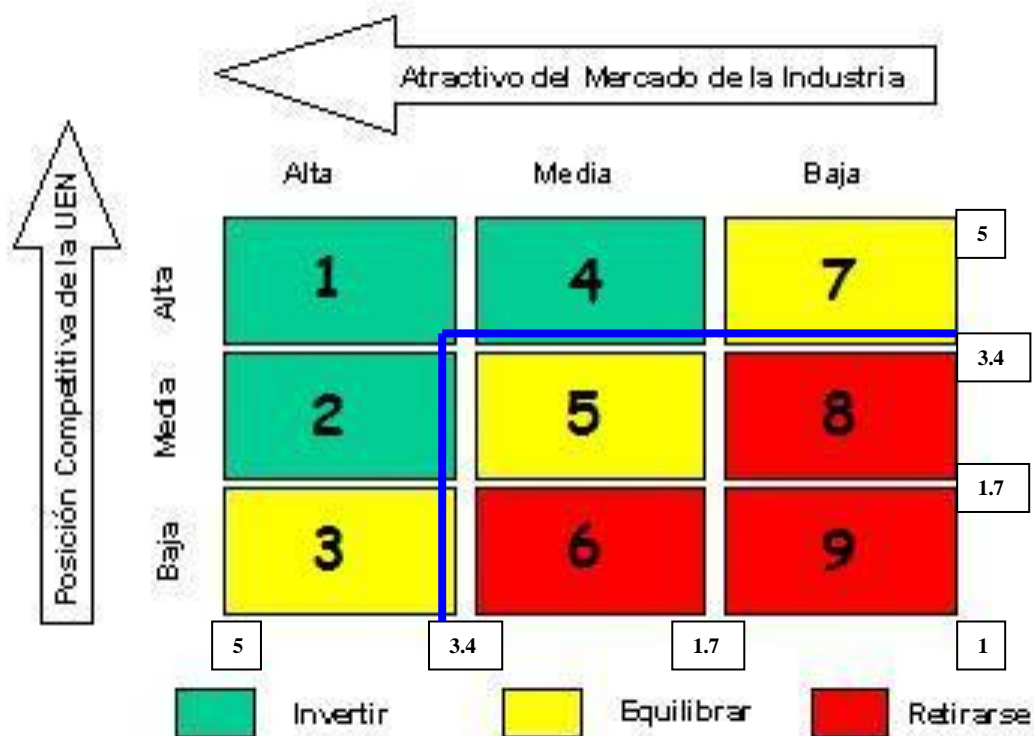 Atractivo del Mercado de la Industria
Posición Competitiva de la UEN
Alta Media Baja
Alta
1 4 7
5
3.4
Media
2 5 8
1.7
Baja
3 6 9
5 3.4 1.7 1
Invertir Equilibrar Retirarse